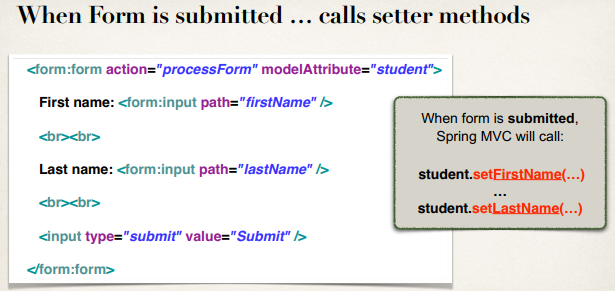 When Form is submitted … calls setter methods
<form:form action="processForm" modelAttribute="student">
First name: <form:input path="firstName" />
<br><br>
Last name: <form:input path="lastName" />
<br><br>
<input type="submit" value="Submit" />
</form:form>
When form is submitted,
Spring MVC will call:
student.setFirstName(…)
…
student.setLastName(…)